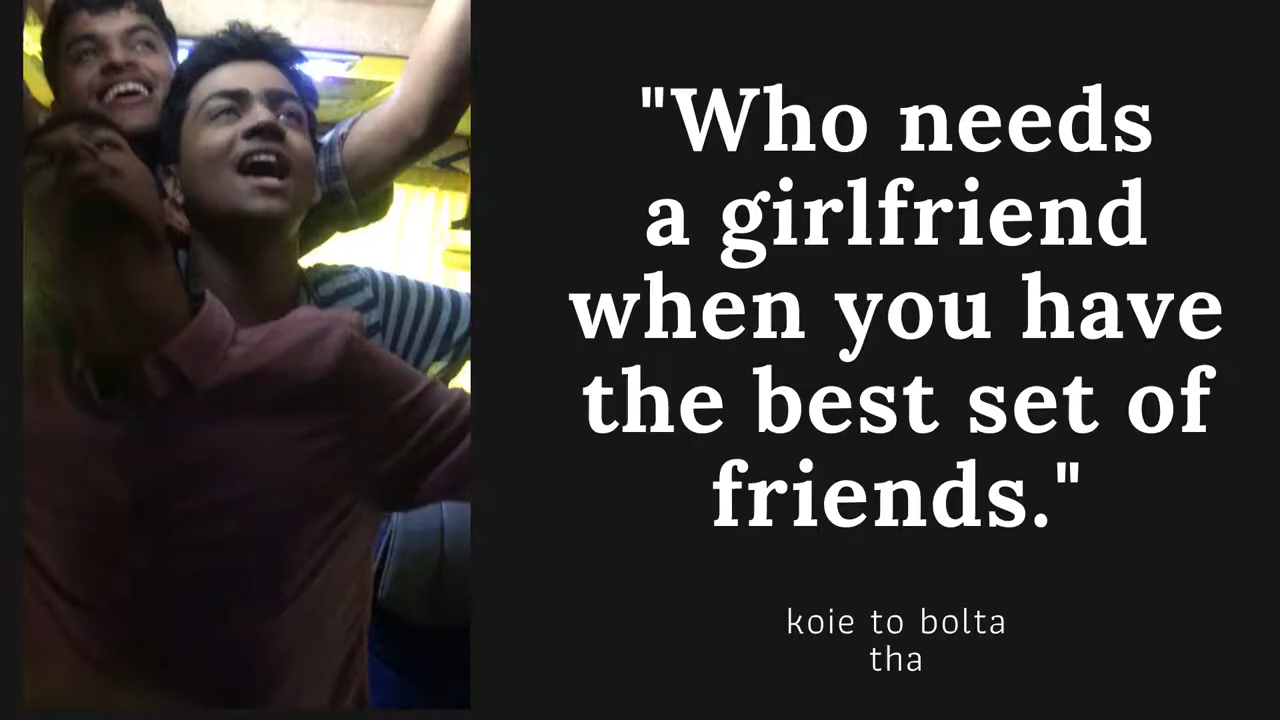 "Who needs
a girlfriend
when you have
the best set of
friends."
koie to bolta
tha